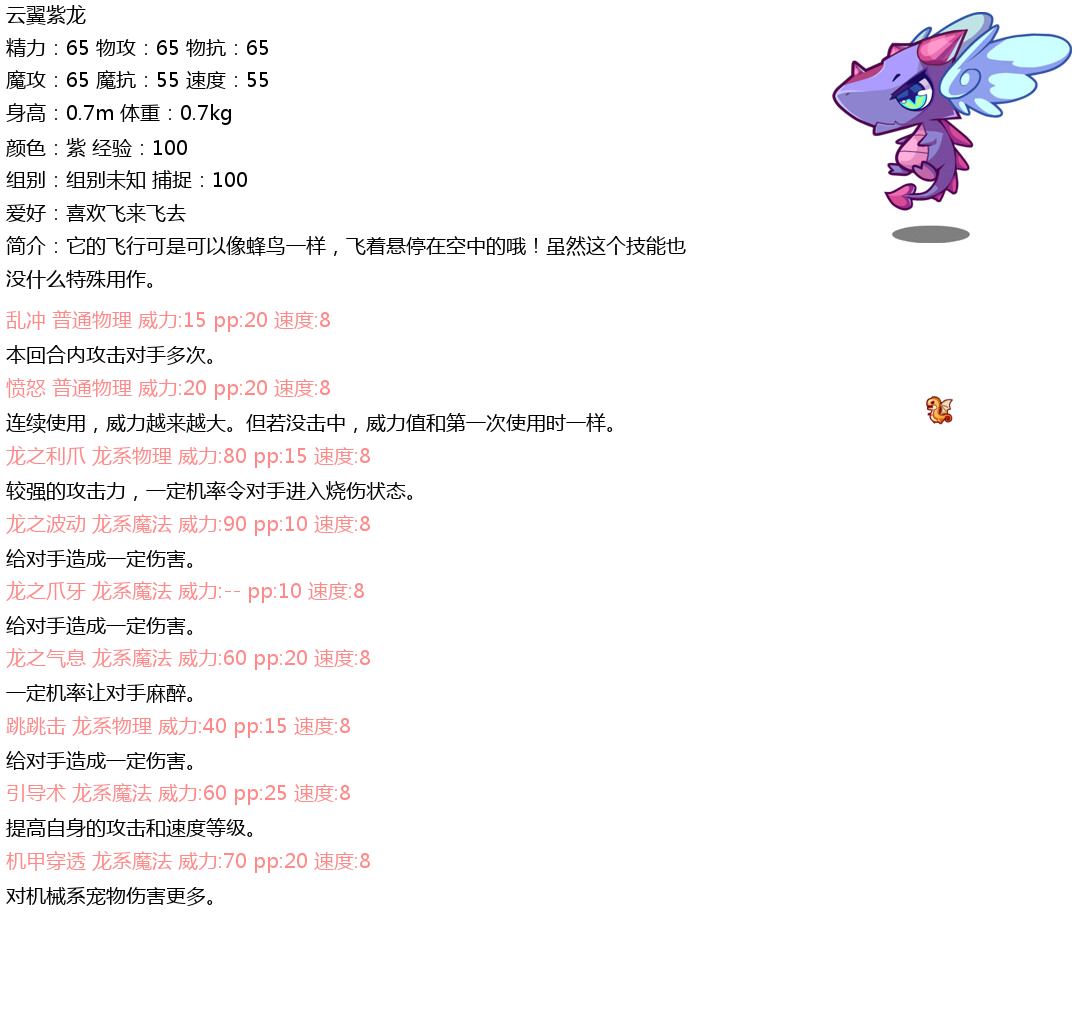 云翼紫龙
精力：65 物攻：65 物抗：65
魔攻：65 魔抗：55 速度：55
身高：0.7m 体重：0.7kg
颜色：紫 经验：100
组别：组别未知 捕捉：100
爱好：喜欢飞来飞去
简介：它的飞行可是可以像蜂鸟一样，飞着悬停在空中的哦！虽然这个技能也
没什么特殊用作。
乱冲 普通物理 威力:15 pp:20 速度:8
本回合内攻击对手多次。
愤怒 普通物理 威力:20 pp:20 速度:8
连续使用，威力越来越大。但若没击中，威力值和第一次使用时一样。
龙之利爪 龙系物理 威力:80 pp:15 速度:8
较强的攻击力，一定机率令对手进入烧伤状态。
龙之波动 龙系魔法 威力:90 pp:10 速度:8
给对手造成一定伤害。
龙之爪牙 龙系魔法 威力:-- pp:10 速度:8
给对手造成一定伤害。
龙之气息 龙系魔法 威力:60 pp:20 速度:8
一定机率让对手麻醉。
跳跳击 龙系物理 威力:40 pp:15 速度:8
给对手造成一定伤害。
引导术 龙系魔法 威力:60 pp:25 速度:8
提高自身的攻击和速度等级。
机甲穿透 龙系魔法 威力:70 pp:20 速度:8
对机械系宠物伤害更多。